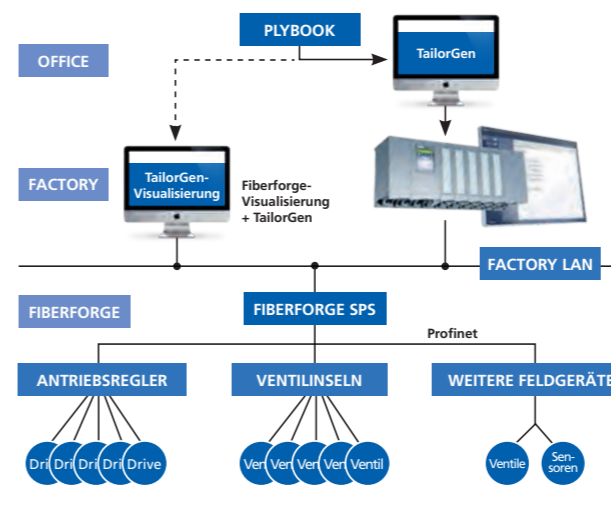 PLYBOOK
OFFICE
TailorGen
FACTORY
TailorGen-
Visualisierung
Fiberforge-
Visualisierung
+ TailorGen
FACTORY LAN
FIBERFORGE
FIBERFORGE SPS
Profinet
ANTRIEBSREGLER
VENTILINSELN
WEITERE FELDGERÄTE
Dri Dri Dri Dri Drive
Ven Ven Ven Ven Ventil
Ventile
Sen-
soren